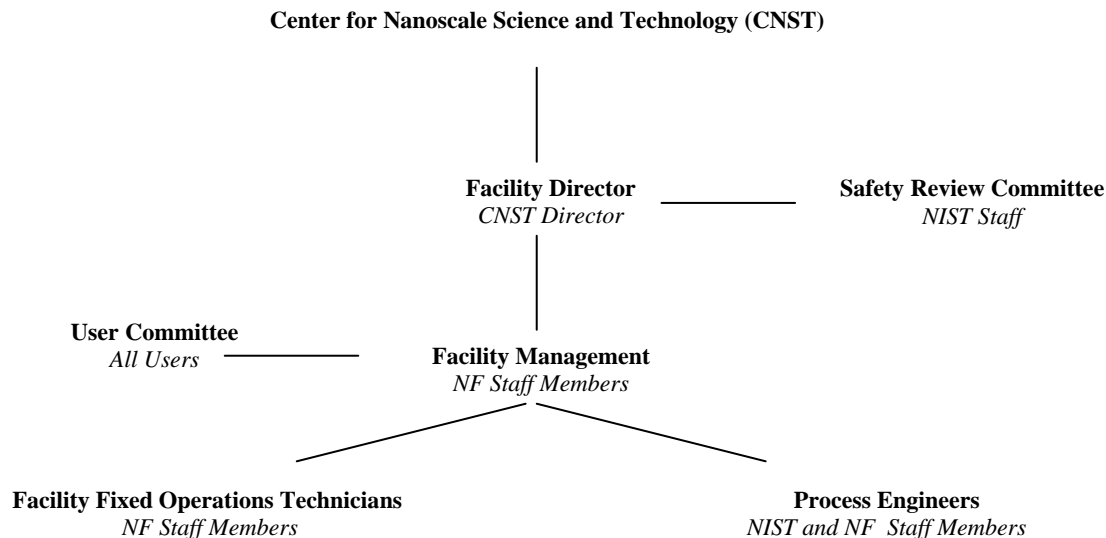 Center for Nanoscale Science and Technology (CNST)
Facility Director
CNST Director
Safety Review Committee
NIST Staff
User Committee
All Users
Facility Management
NF Staff Members
Facility Fixed Operations Technicians
NF Staff Members
Process Engineers
NIST and NF Staff Members